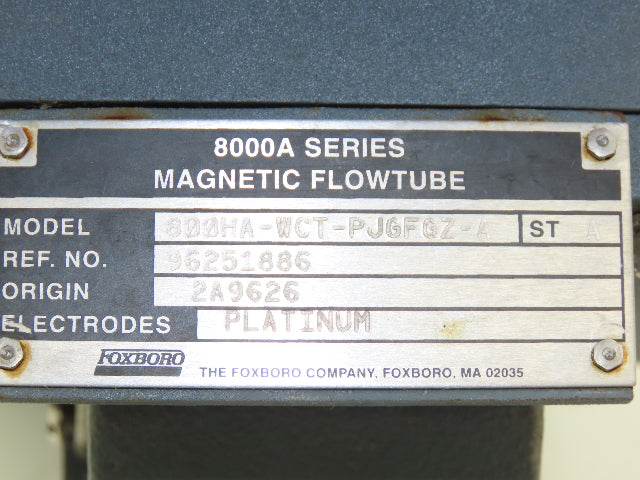 8000A SERIES
MAGNETIC FLOWTUBE
MODEL 800HA-WCT-PJGFGZ-A ST A
REF. NO. 96251886
ORIGIN 2A9626
ELECTRODES PLATINUM
FOXBORO THE FOXBORO COMPANY, FOXBORO, MA 02035